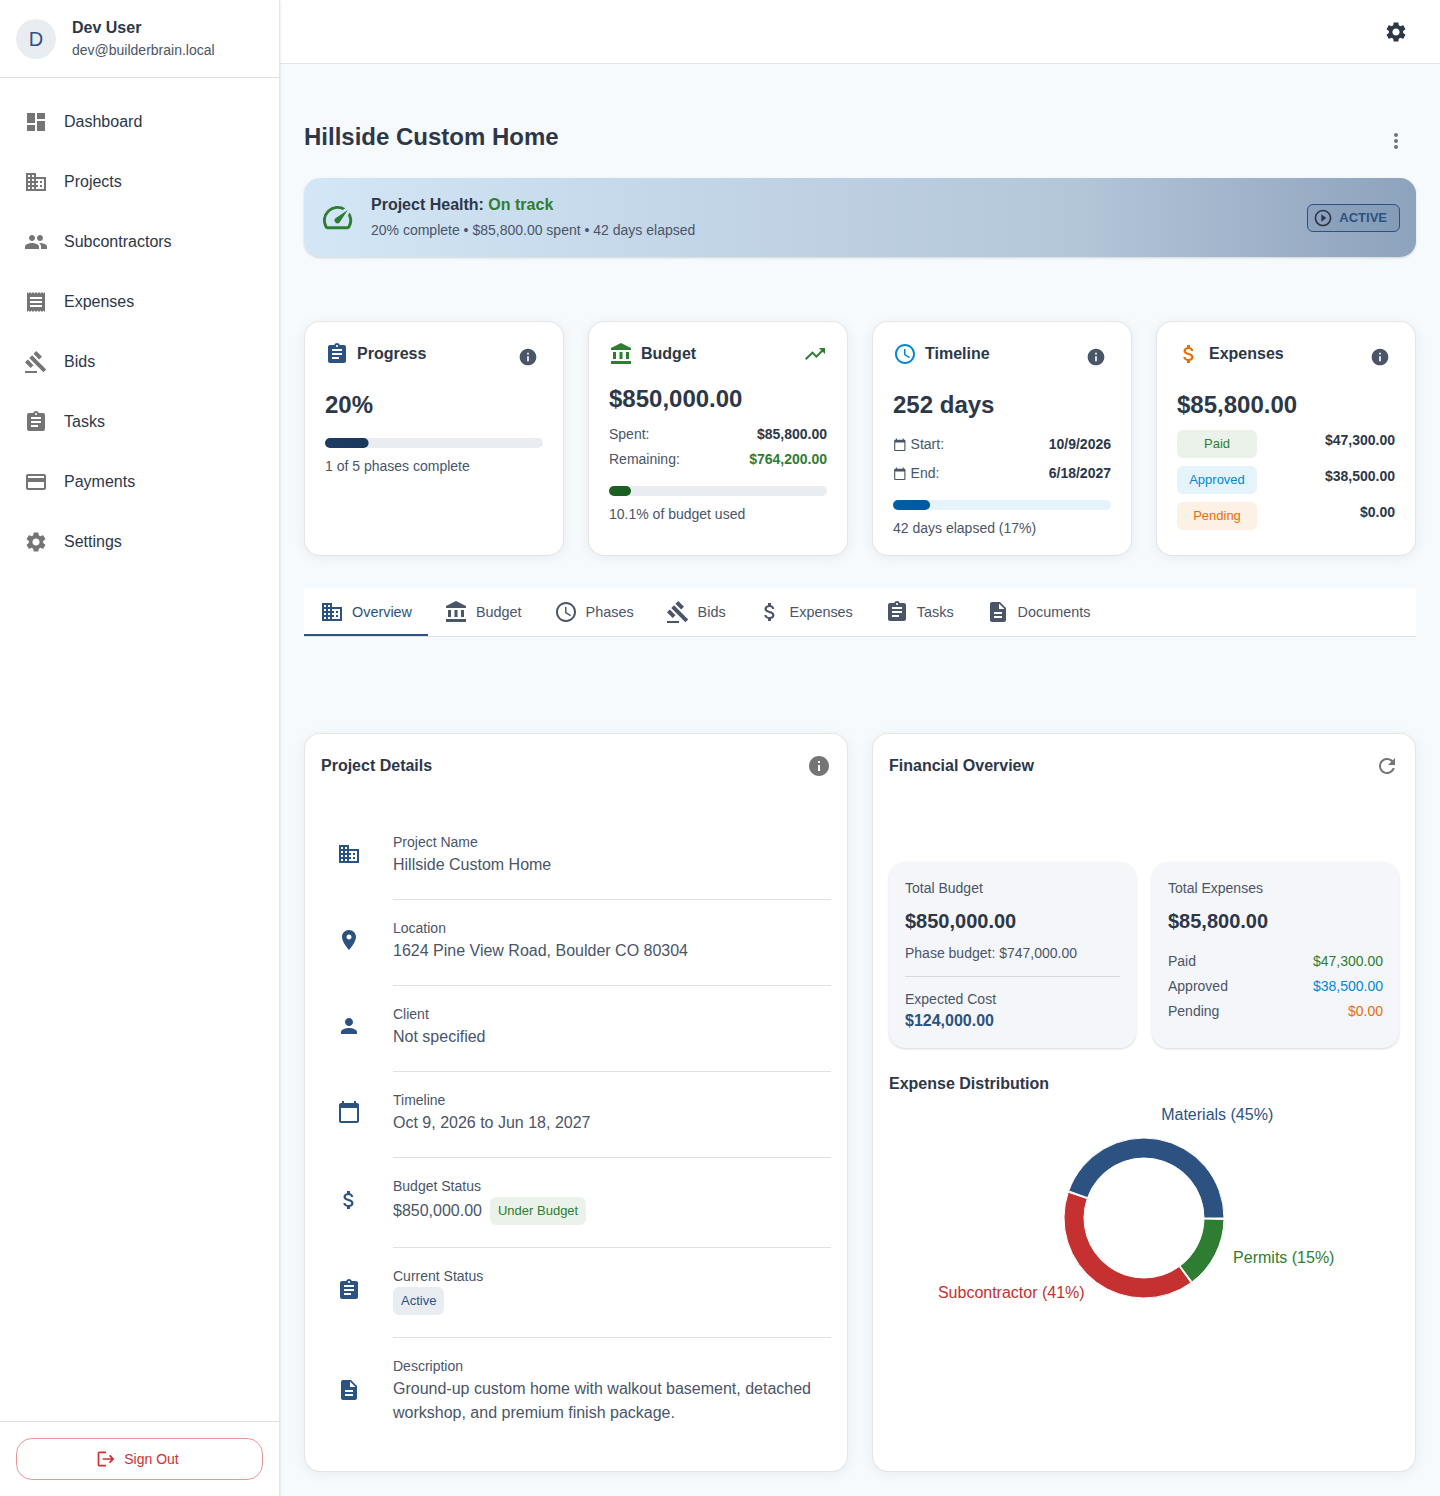 D
Dev User
dev@builderbrain.local
Dashboard
Projects
Subcontractors
Expenses
Bids
Tasks
Payments
Settings
Sign Out
Hillside Custom Home
Project Health: On track
20% complete • $85,800.00 spent • 42 days elapsed
ACTIVE
Progress
20%
1 of 5 phases complete
Budget
$850,000.00
Spent: $85,800.00
Remaining: $764,200.00
10.1% of budget used
Timeline
252 days
Start: 10/9/2026
End: 6/18/2027
42 days elapsed (17%)
Expenses
$85,800.00
Paid $47,300.00
Approved $38,500.00
Pending $0.00
Overview Budget Phases Bids Expenses Tasks Documents
Project Details
Project Name
Hillside Custom Home
Location
1624 Pine View Road, Boulder CO 80304
Client
Not specified
Timeline
Oct 9, 2026 to Jun 18, 2027
Budget Status
$850,000.00 Under Budget
Current Status
Active
Description
Ground-up custom home with walkout basement, detached
workshop, and premium finish package.
Financial Overview
Total Budget
$850,000.00
Phase budget: $747,000.00
Expected Cost
$124,000.00
Total Expenses
$85,800.00
Paid $47,300.00
Approved $38,500.00
Pending $0.00
Expense Distribution
Materials (45%)
Permits (15%)
Subcontractor (41%)